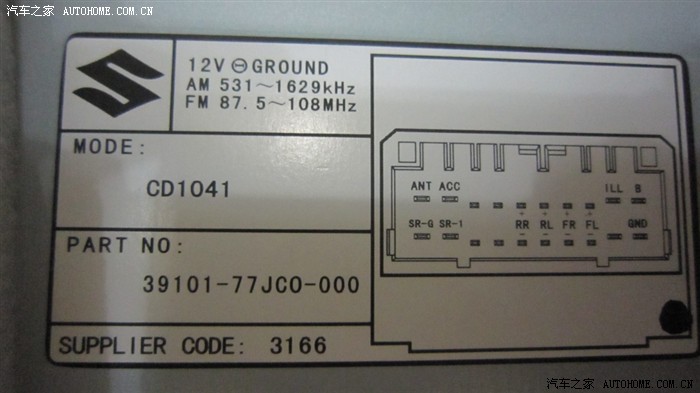 汽车之家 AUTOHOME.COM.CN
12V ⊖ GROUND
AM 531~1629kHz
FM 87.5~108MHz
MODE:
CD1041
PART NO:
39101-77JC0-000
SUPPLIER CODE: 3166
ANT ACC ILL B
+ + + +
SR-G SR-1 RR RL FR FL GND
- - - -
汽车之家 AUTOHOME.COM.CN